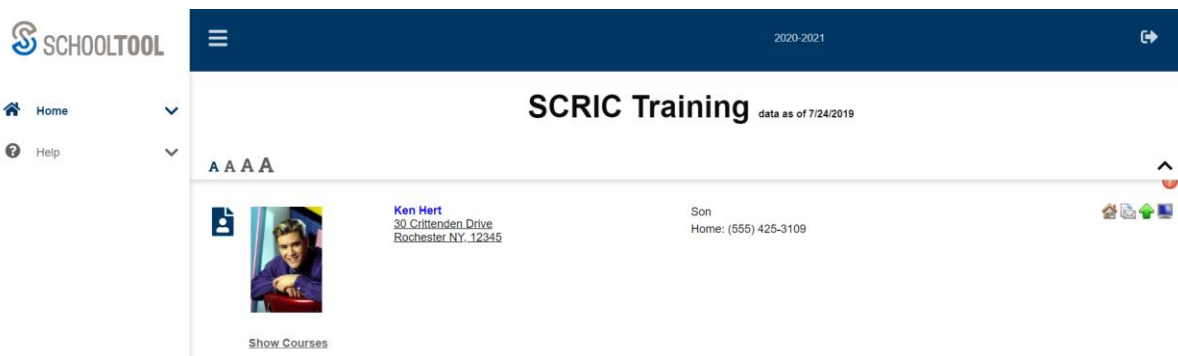 SCHOOLTOOL
2020-2021
Home
Help
SCRIC Training data as of 7/24/2019
A A A A
Ken Hert
30 Crittenden Drive
Rochester NY, 12345
Son
Home: (555) 425-3109
Show Courses